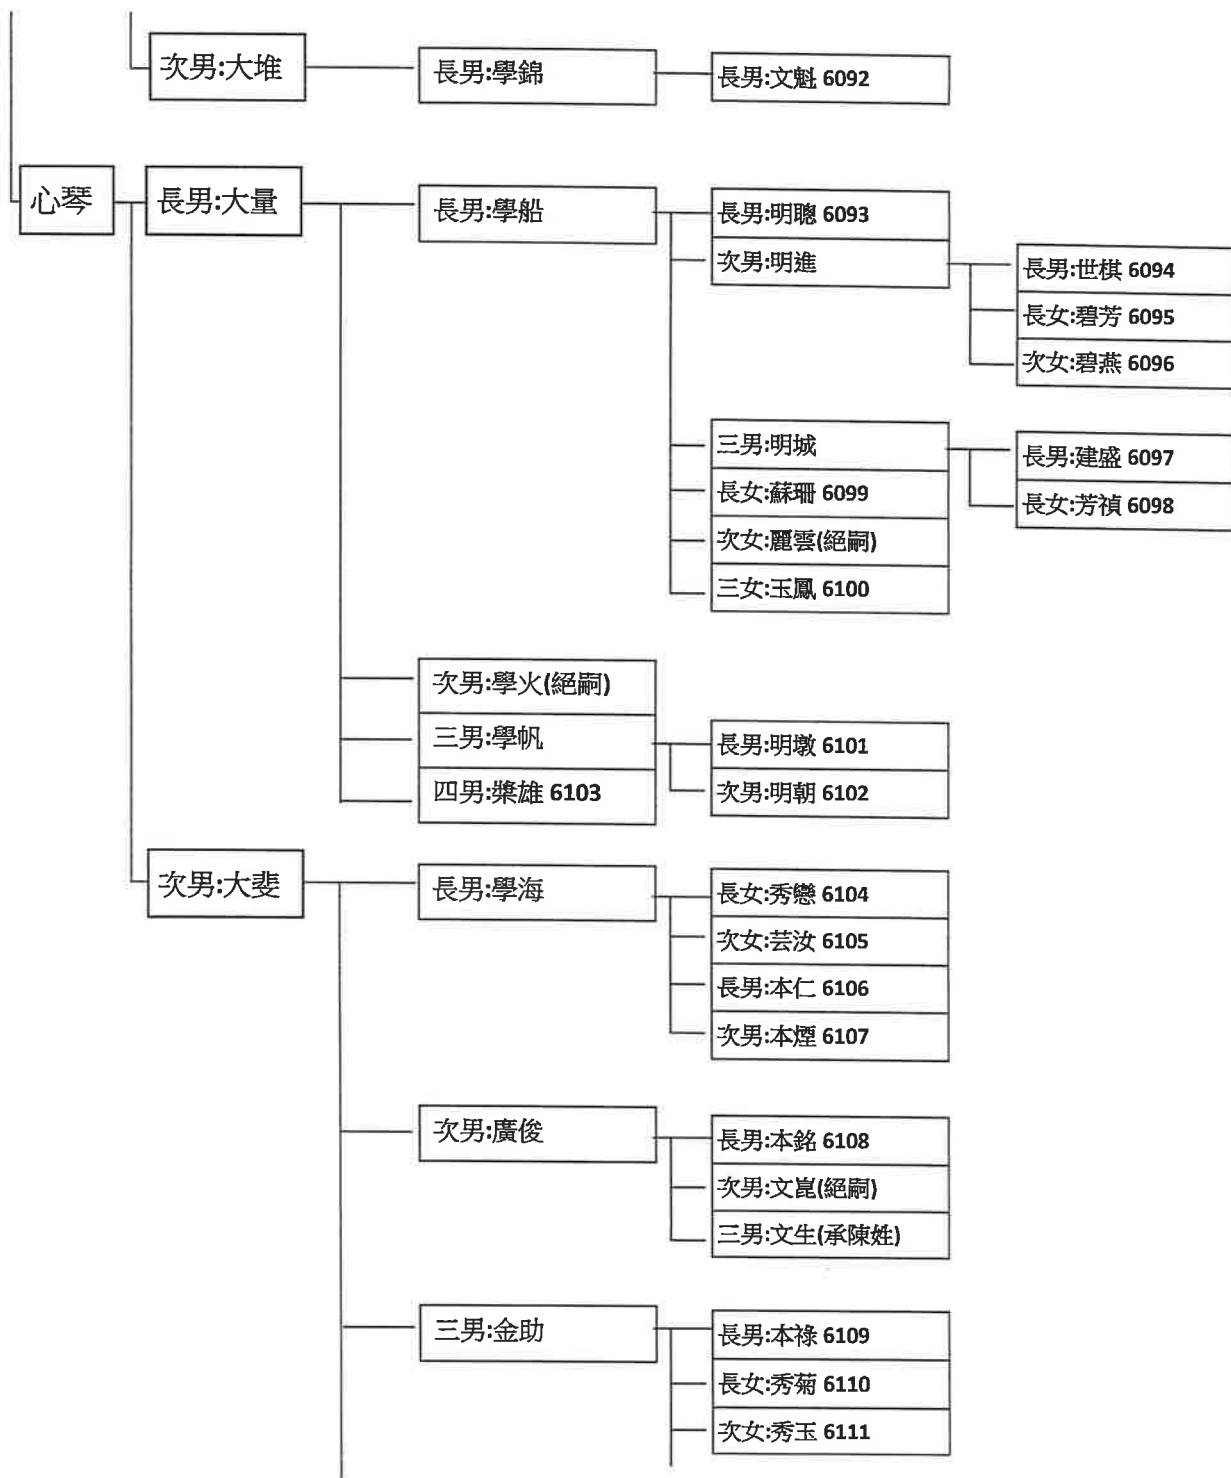 次男:大堆
長男:學錦
長男:文魁 6092
心琴
長男:大量
長男:學船
長男:明聰 6093
次男:明進
長男:世棋 6094
長女:碧芳 6095
次女:碧燕 6096
三男:明城
長男:建盛 6097
長女:芳禎 6098
長女:蘇珊 6099
次女:麗雲(絕嗣)
三女:玉鳳 6100
次男:學火(絕嗣)
三男:學帆
長男:明墩 6101
次男:明朝 6102
四男:槳雄 6103
次男:大斐
長男:學海
長女:秀戀 6104
次女:芸汝 6105
長男:本仁 6106
次男:本煙 6107
次男:廣俊
長男:本銘 6108
次男:文崑(絕嗣)
三男:文生(承陳姓)
三男:金助
長男:本祿 6109
長女:秀菊 6110
次女:秀玉 6111